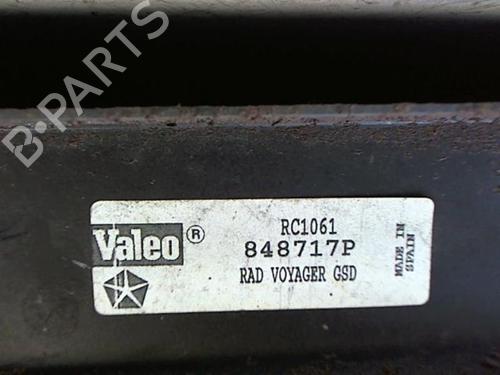 B-PARTS
Valeo®
RC1061
848717P
RAD VOYAGER GSD
MADE IN
SPAIN